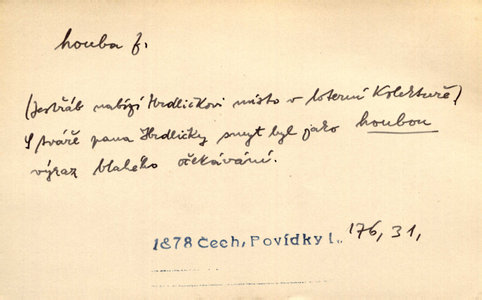 houba f.
(Jestřáb nabízí Hrdličkovi místo v loterní Kolektuře)
S tváře pana Hrdličky smyt byl jako houbou
výraz blahého očekávání.
1878 Čech, Povídky I., 176, 31,